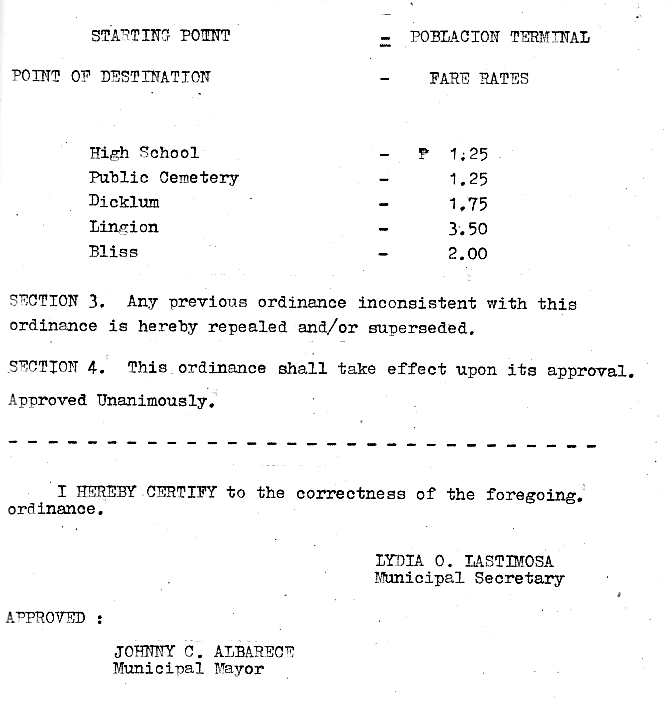 STARTING POINT - POBLACION TERMINAL
POINT OF DESTINATION - FARE RATES
High School - ₱ 1.25
Public Cemetery - 1.25
Dicklum - 1.75
Lingion - 3.50
Bliss - 2.00
SECTION 3. Any previous ordinance inconsistent with this
ordinance is hereby repealed and/or superseded.
SECTION 4. This ordinance shall take effect upon its approval.
Approved Unanimously.
- - - - - - - - - - - - - - - - - - - - - - - - - - - - - - -
I HEREBY CERTIFY to the correctness of the foregoing.
ordinance.
LYDIA O. LASTIMOSA
Municipal Secretary
APPROVED :
JOHNNY C. ALBARECE
Municipal Mayor